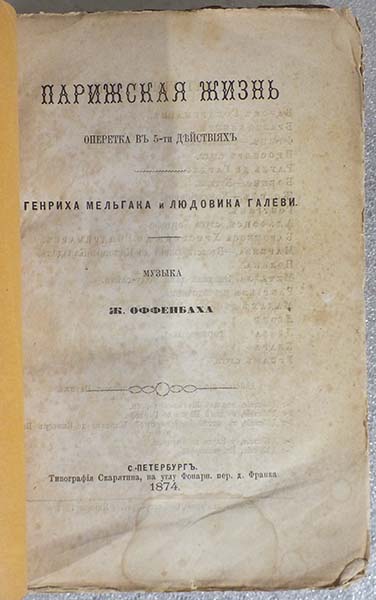 ПАРИЖСКАЯ ЖИЗНЬ
ОПЕРЕТКА ВЪ 5-ТИ ДѢЙСТВІЯХЪ
ГЕНРИХА МЕЛЬГАКА И ЛЮДОВИКА ГАЛЕВИ.
МУЗЫКА
Ж. ОФФЕНБАХА
С.-ПЕТЕРБУРГЪ.
Типографія Скарятина, на углу Фонарн. пер. д. Франка
1874.